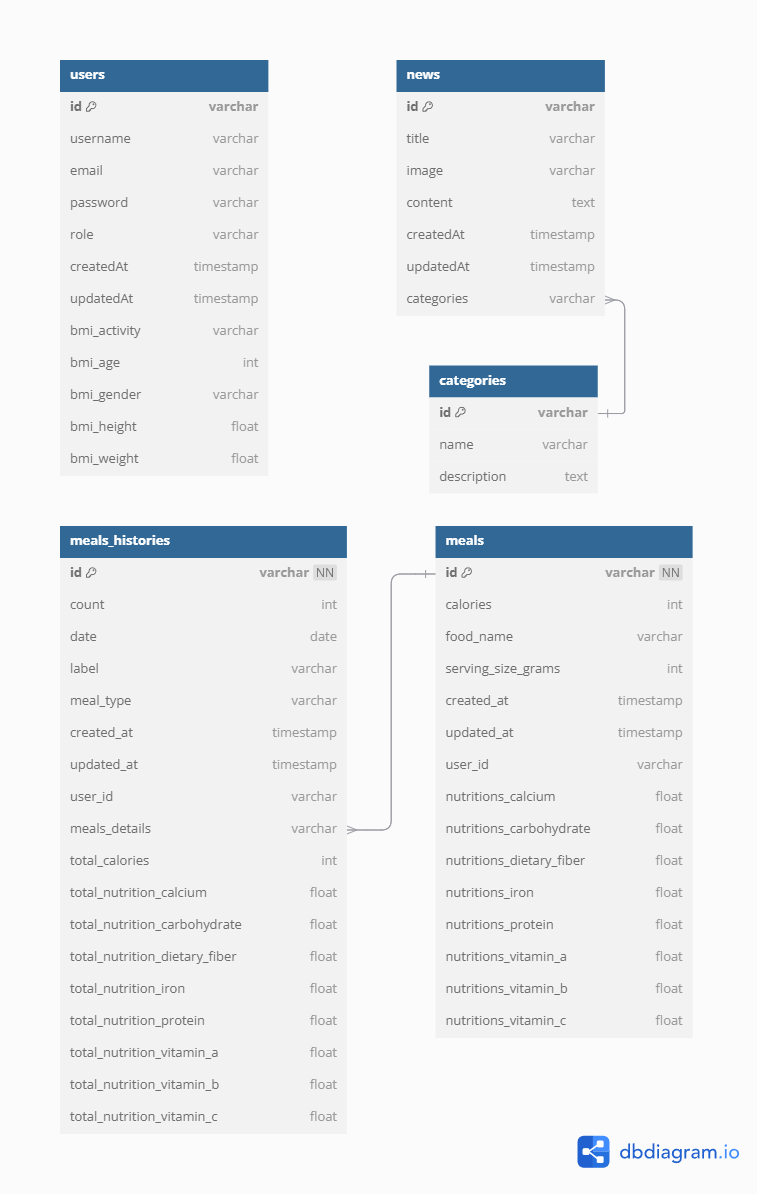 users
id varchar
username varchar
email varchar
password varchar
role varchar
createdAt timestamp
updatedAt timestamp
bmi_activity varchar
bmi_age int
bmi_gender varchar
bmi_height float
bmi_weight float
news
id varchar
title varchar
image varchar
content text
createdAt timestamp
updatedAt timestamp
categories varchar
categories
id varchar
name varchar
description text
meals_histories
id varchar NN
count int
date date
label varchar
meal_type varchar
created_at timestamp
updated_at timestamp
user_id varchar
meals_details varchar
total_calories int
total_nutrition_calcium float
total_nutrition_carbohydrate float
total_nutrition_dietary_fiber float
total_nutrition_iron float
total_nutrition_protein float
total_nutrition_vitamin_a float
total_nutrition_vitamin_b float
total_nutrition_vitamin_c float
meals
id varchar NN
calories int
food_name varchar
serving_size_grams int
created_at timestamp
updated_at timestamp
user_id varchar
nutritions_calcium float
nutritions_carbohydrate float
nutritions_dietary_fiber float
nutritions_iron float
nutritions_protein float
nutritions_vitamin_a float
nutritions_vitamin_b float
nutritions_vitamin_c float
dbdiagram.io